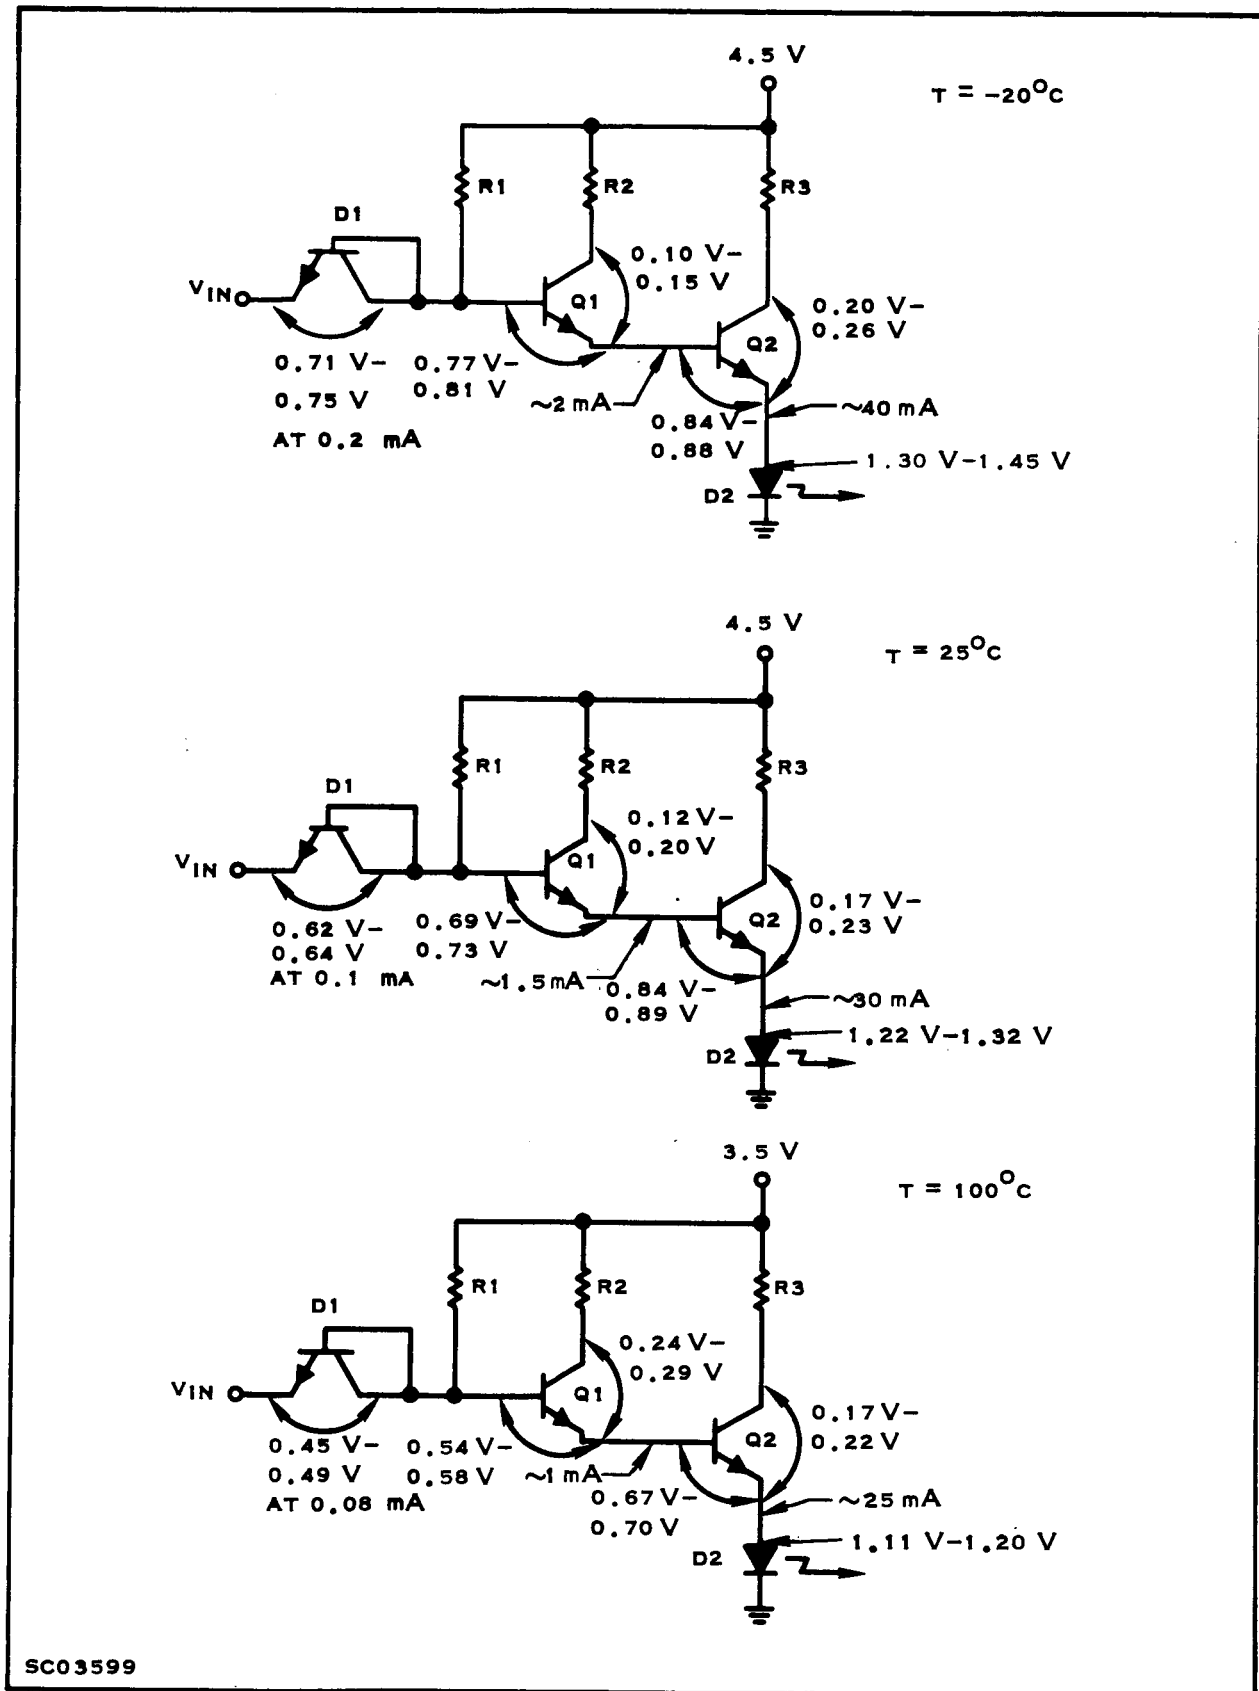 4.5 V
T = -20°C
R1
R2
R3
D1
0.10 V-
0.15 V
VIN
Q1
0.20 V-
0.26 V
Q2
0.71 V-
0.75 V
AT 0.2 mA
0.77 V-
0.81 V
~2 mA
~40 mA
0.84 V-
0.88 V
1.30 V-1.45 V
D2
4.5 V
T = 25°C
R1
R2
R3
D1
0.12 V-
0.20 V
VIN
Q1
0.17 V-
0.23 V
Q2
0.62 V-
0.64 V
AT 0.1 mA
0.69 V-
0.73 V
~1.5 mA
0.84 V-
0.89 V
~30 mA
1.22 V-1.32 V
D2
3.5 V
T = 100°C
R1
R2
R3
D1
0.24 V-
0.29 V
VIN
Q1
0.17 V-
0.22 V
Q2
0.45 V-
0.49 V
AT 0.08 mA
0.54 V-
0.58 V
~1 mA
0.67 V-
0.70 V
~25 mA
1.11 V-1.20 V
D2
SC03599